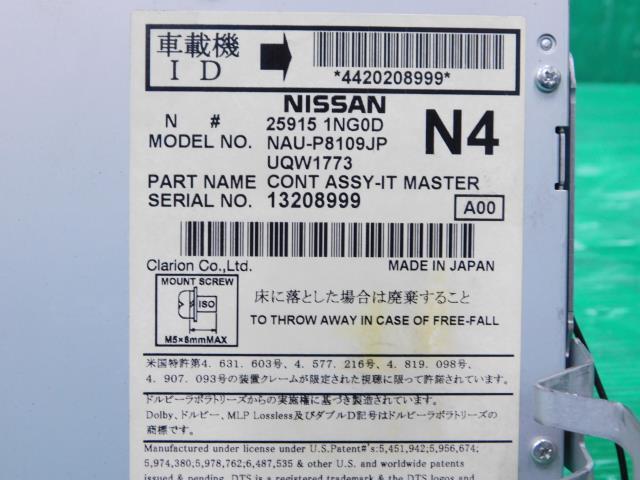 車載機
ID
*4420208999*
NISSAN
N # 25915 1NG0D
N4
MODEL NO. NAU-P8109JP
UQW1773
PART NAME CONT ASSY-IT MASTER
SERIAL NO. 13208999
A00
Clarion Co.,Ltd.
MADE IN JAPAN
MOUNT SCREW
ISO
M5×8mmMAX
床に落とした場合は廃棄すること
TO THROW AWAY IN CASE OF FREE-FALL
米国特許第4. 631. 603号、4. 577. 216号、4. 819. 098号、
4. 907. 093号の装置クレームが限定された視聴に限って許諾されています。
ドルビーラボラトリーズからの実施権に基づき製造されています。
Dolby、ドルビー、MLP Lossless及びダブルD記号はドルビーラボラトリーズの
商標です。
Manufactured under license under U.S.Patent#'s:5,451,942;5,956,674;
5,974,380;5,978,762;6,487,535 & other U.S. and worldwide patents
issued & pending. DTS is a registered trademark & the DTS logos and